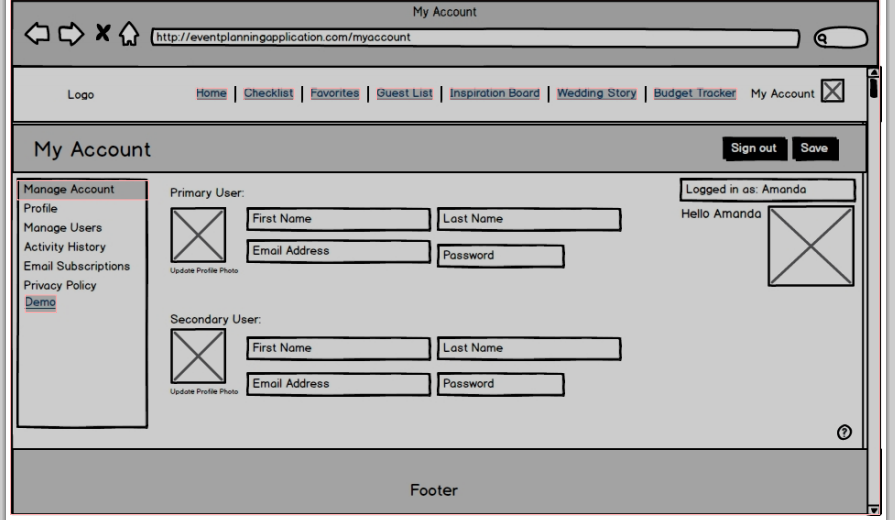 My Account
http://eventplanningapplication.com/myaccount
Logo
Home | Checklist | Favorites | Guest List | Inspiration Board | Wedding Story | Budget Tracker My Account
My Account
Sign out Save
Manage Account
Profile
Manage Users
Activity History
Email Subscriptions
Privacy Policy
Demo
Primary User:
First Name Last Name
Email Address Password
Update Profile Photo
Secondary User:
First Name Last Name
Email Address Password
Update Profile Photo
Logged in as: Amanda
Hello Amanda
?
Footer